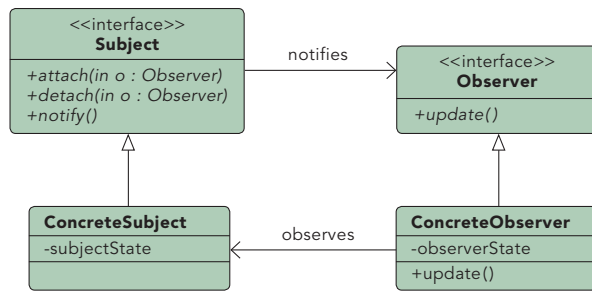 <<interface>>
Subject
+attach(in o : Observer)
+detach(in o : Observer)
+notify()
notifies
<<interface>>
Observer
+update()
ConcreteSubject
-subjectState
observes
ConcreteObserver
-observerState
+update()